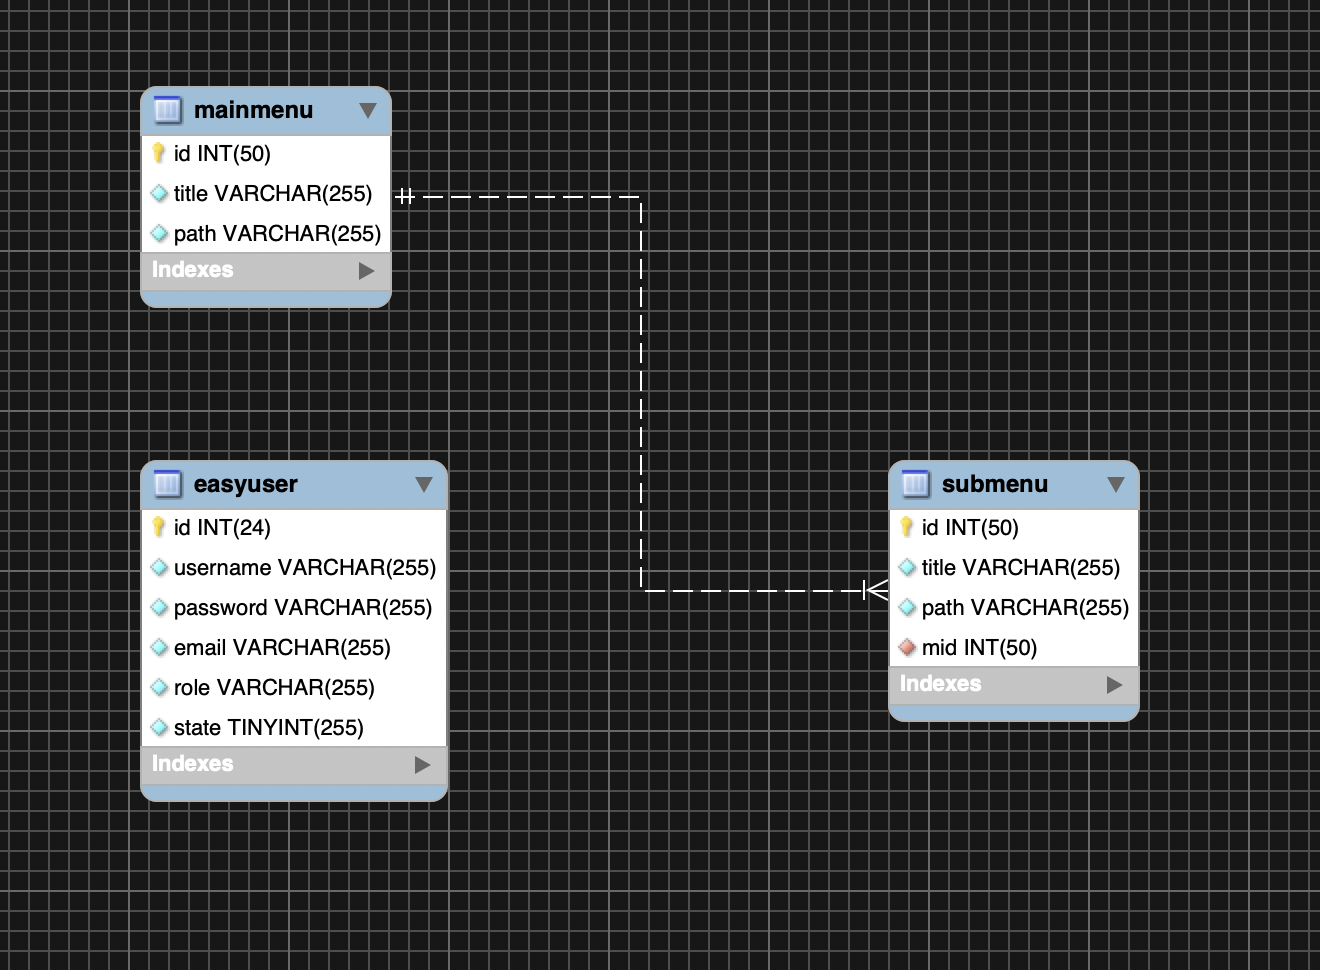 mainmenu
id INT(50)
title VARCHAR(255)
path VARCHAR(255)
Indexes
easyuser
id INT(24)
username VARCHAR(255)
password VARCHAR(255)
email VARCHAR(255)
role VARCHAR(255)
state TINYINT(255)
Indexes
submenu
id INT(50)
title VARCHAR(255)
path VARCHAR(255)
mid INT(50)
Indexes